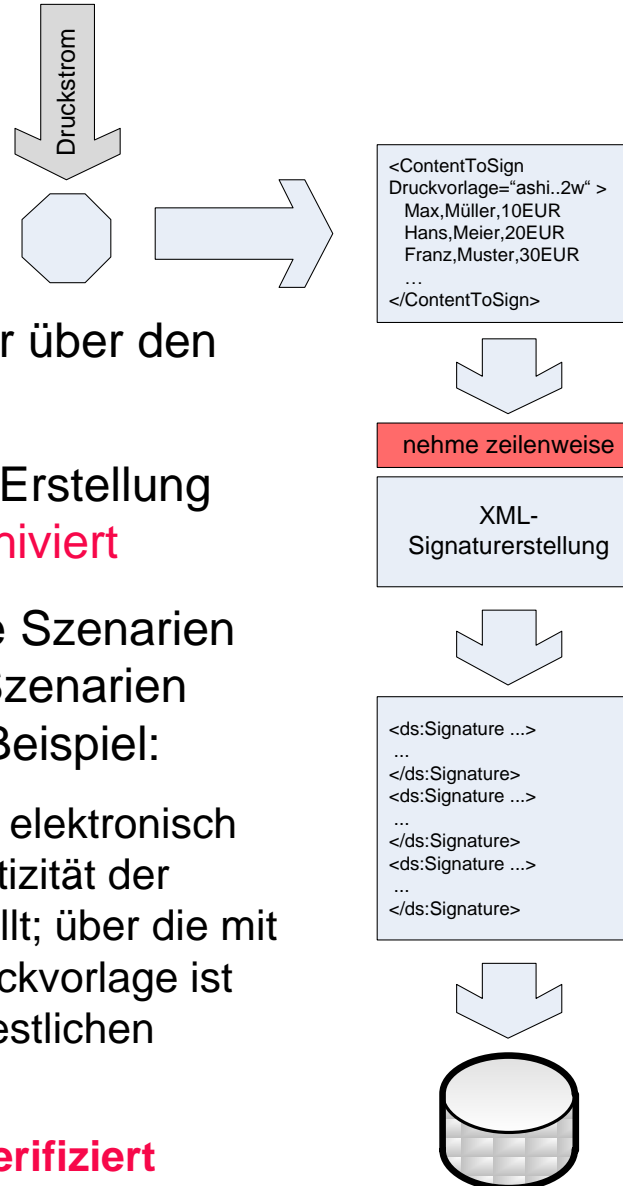 Druckstrom
<ContentToSign
Druckvorlage=“ashi..2w“ >
Max,Müller,10EUR
Hans,Meier,20EUR
Franz,Muster,30EUR
…
</ContentToSign>
r über den
nehme zeilenweise
Erstellung
niviert
XML-
Signaturerstellung
e Szenarien
Szenarien
Beispiel:
elektronisch
tizität der
llt; über die mit
uckvorlage ist
estlichen
erifiziert
<ds:Signature ...>
...
</ds:Signature>
<ds:Signature ...>
...
</ds:Signature>
<ds:Signature ...>
...
</ds:Signature>